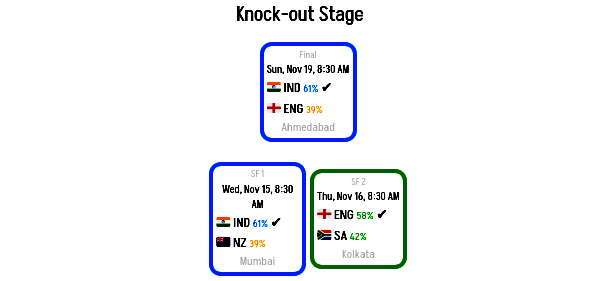 Knock-out Stage
Final
Sun, Nov 19, 8:30 AM
IND 61% ✔
ENG 39%
Ahmedabad
SF 1
Wed, Nov 15, 8:30
AM
IND 61% ✔
NZ 39%
Mumbai
SF 2
Thu, Nov 16, 8:30 AM
ENG 58% ✔
SA 42%
Kolkata